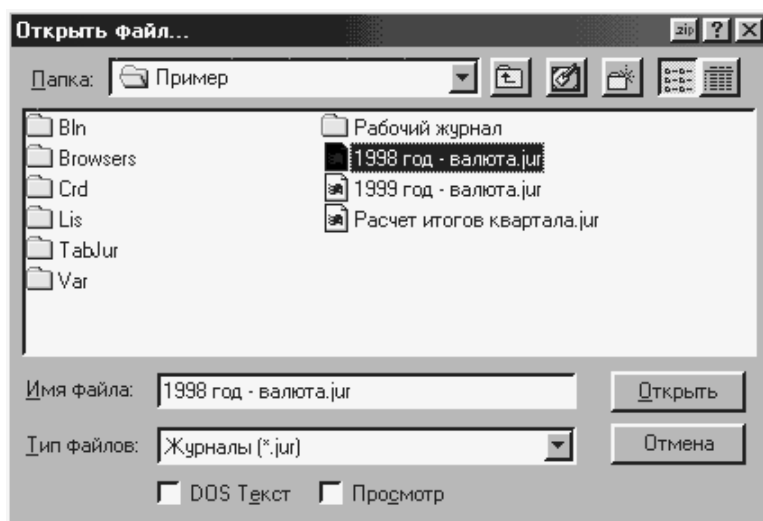 Открыть файл...
.zip
Папка: Пример
Bln
Browsers
Crd
Lis
TabJur
Var
Рабочий журнал
1998 год - валюта.jur
1999 год - валюта.jur
Расчет итогов квартала.jur
Имя файла: 1998 год - валюта.jur Открыть
Тип файлов: Журналы (*.jur) Отмена
DOS Текст Просмотр